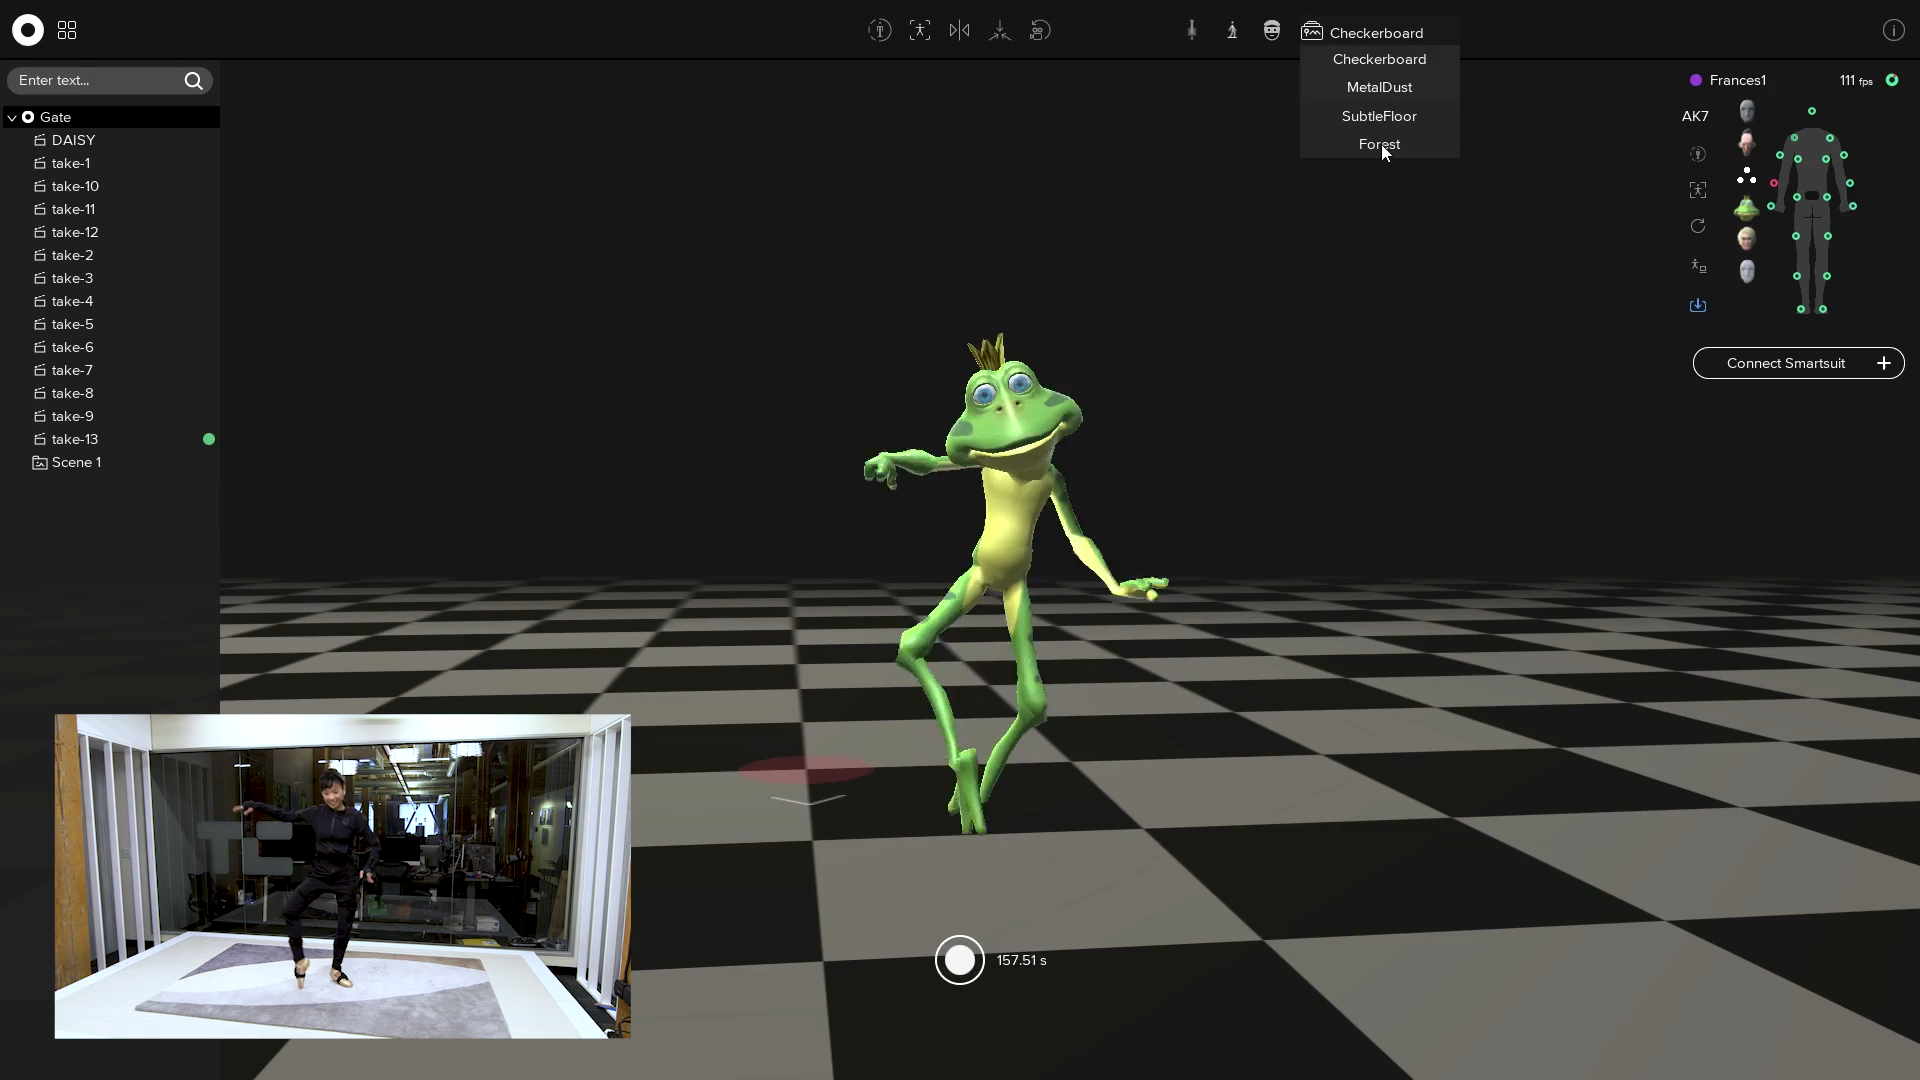 Checkerboard
Enter text...
Checkerboard
MetalDust
SubtleFloor
Forest
Frances1
111 fps
AK7
Gate
DAISY
take-1
take-10
take-11
take-12
take-2
take-3
take-4
take-5
take-6
take-7
take-8
take-9
take-13
Scene 1
Connect Smartsuit
157.51 s